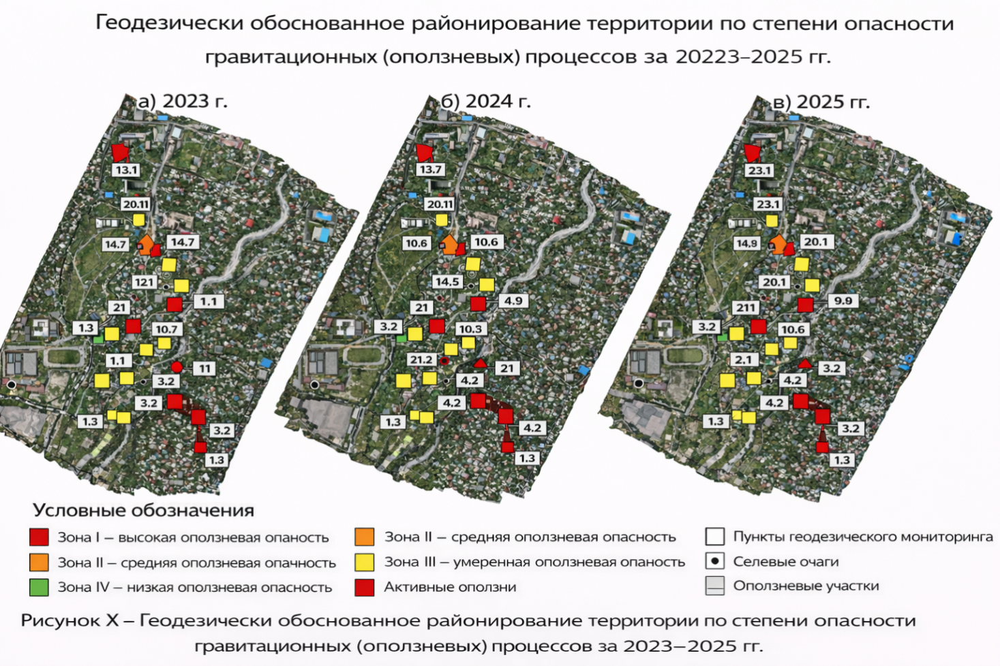 Геодезически обоснованное районирование территории по степени опасности
гравитационных (оползневых) процессов за 20223–2025 гг.
а) 2023 г.
13.1
20.11
14.7
14.7
121
1.1
21
1.3
10.7
1.1
11
3.2
3.2
1.3
3.2
1.3
б) 2024 г.
13.7
20.11
10.6
10.6
14.5
4.9
21
3.2
10.3
21.2
21
4.2
4.2
1.3
4.2
1.3
в) 2025 гг.
23.1
23.1
14.9
20.1
20.1
9.9
211
3.2
10.6
2.1
3.2
4.2
4.2
1.3
3.2
1.3
Условные обозначения
Зона I – высокая оползневая опаность
Зона II – средняя оползневая опачность
Зона IV – низкая оползневая опасность
Зона II – средняя оползневая опасность
Зона III – умеренная оползневая опаность
Активные оползни
Пункты геодезического мониторинга
Селевые очаги
Оползневые участки
Рисунок X – Геодезически обоснованное районирование территории по степени опасности
гравитационных (оползневых) процессов за 2023–2025 гг.